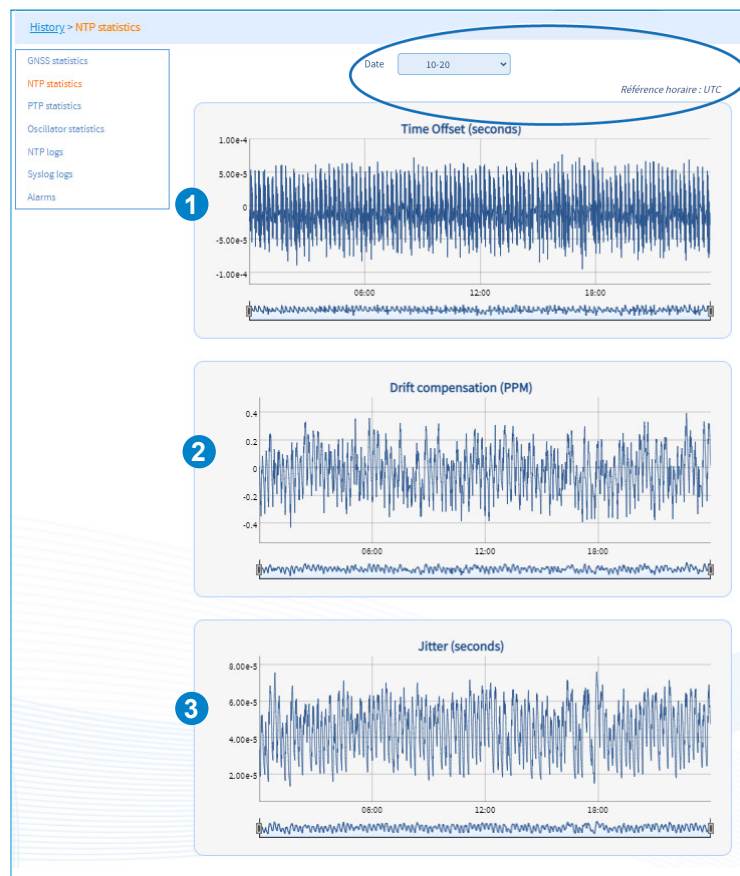 History > NTP statistics
GNSS statistics
NTP statistics
PTP statistics
Oscillator statistics
NTP logs
Syslog logs
Alarms
Date 10-20
Référence horaire : UTC
1
Time Offset (seconds)
1.00e-4
5.00e-5
0
-5.00e-5
-1.00e-4
06:00 12:00 18:00
2
Drift compensation (PPM)
0.4
0.2
0
-0.2
-0.4
06:00 12:00 18:00
3
Jitter (seconds)
8.00e-5
6.00e-5
4.00e-5
2.00e-5
06:00 12:00 18:00